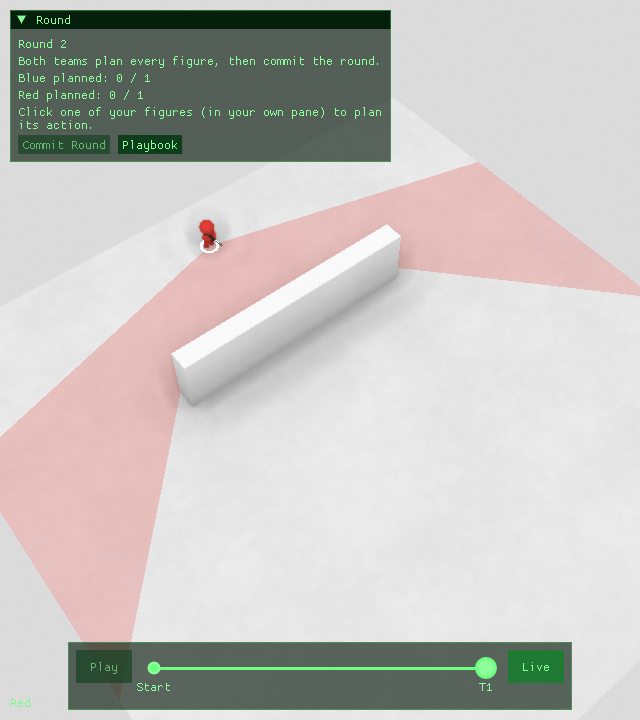 Round
Round 2
Both teams plan every figure, then commit the round.
Blue planned: 0 / 1
Red planned: 0 / 1
Click one of your figures (in your own pane) to plan
its action.
Commit Round Playbook
Play
Live
Start
T1
Red